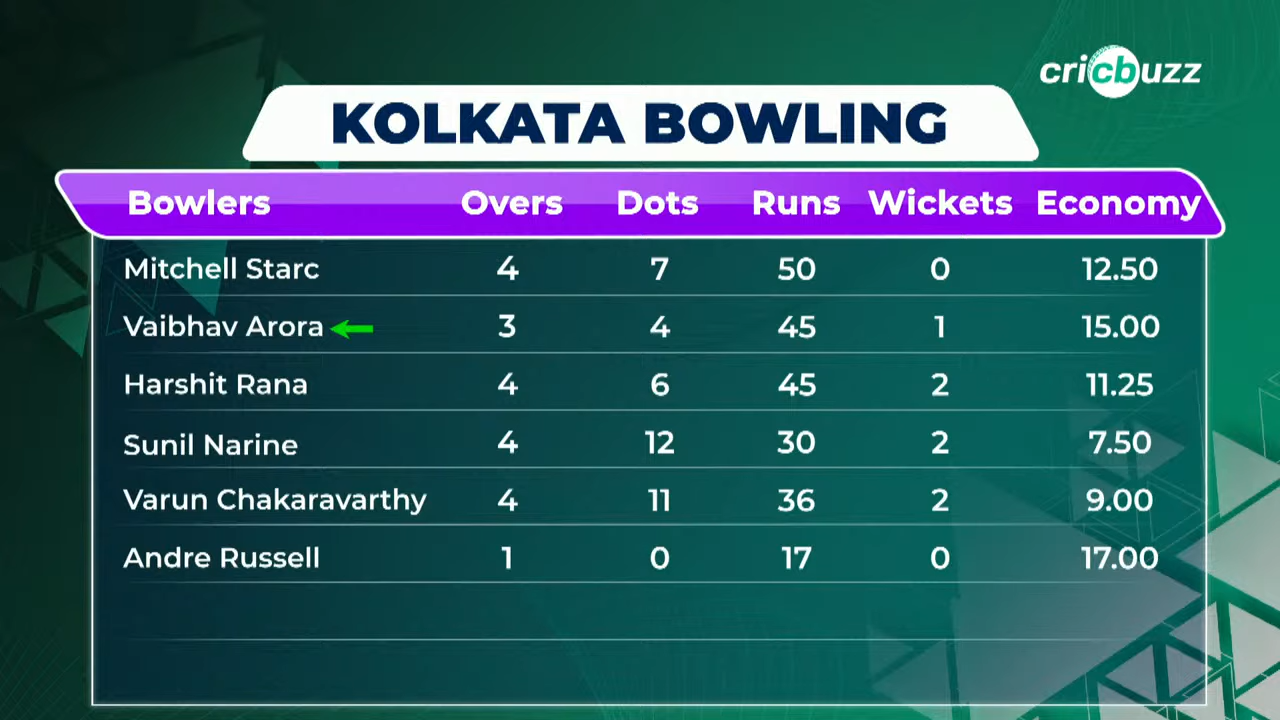 cricbuzz
KOLKATA BOWLING
Bowlers Overs Dots Runs Wickets Economy
Mitchell Starc 4 7 50 0 12.50
Vaibhav Arora 3 4 45 1 15.00
Harshit Rana 4 6 45 2 11.25
Sunil Narine 4 12 30 2 7.50
Varun Chakaravarthy 4 11 36 2 9.00
Andre Russell 1 0 17 0 17.00